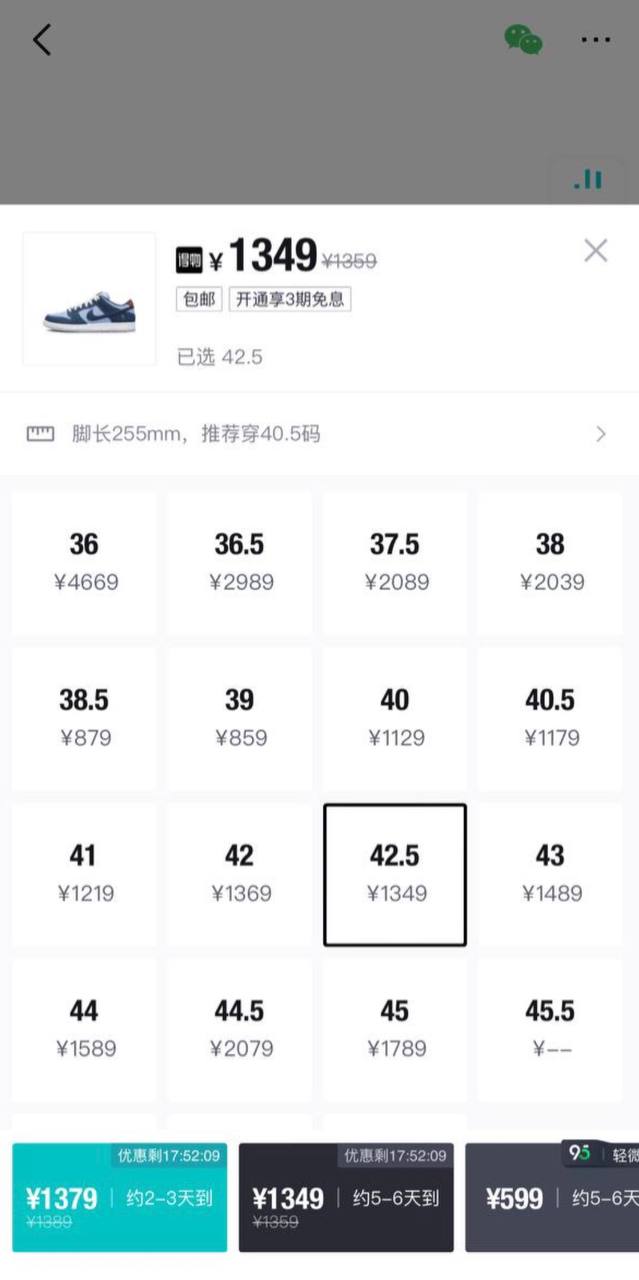 得物 ¥1349 ¥1359
包邮 开通享3期免息
已选 42.5
脚长255mm，推荐穿40.5码
36 36.5 37.5 38
¥4669 ¥2989 ¥2089 ¥2039
38.5 39 40 40.5
¥879 ¥859 ¥1129 ¥1179
41 42 42.5 43
¥1219 ¥1369 ¥1349 ¥1489
44 44.5 45 45.5
¥1589 ¥2079 ¥1789 ¥--
优惠剩17:52:09 优惠剩17:52:09 95 轻微
¥1379 约2-3天到 ¥1349 约5-6天到 ¥599 约5-6天
¥1389 ¥1359